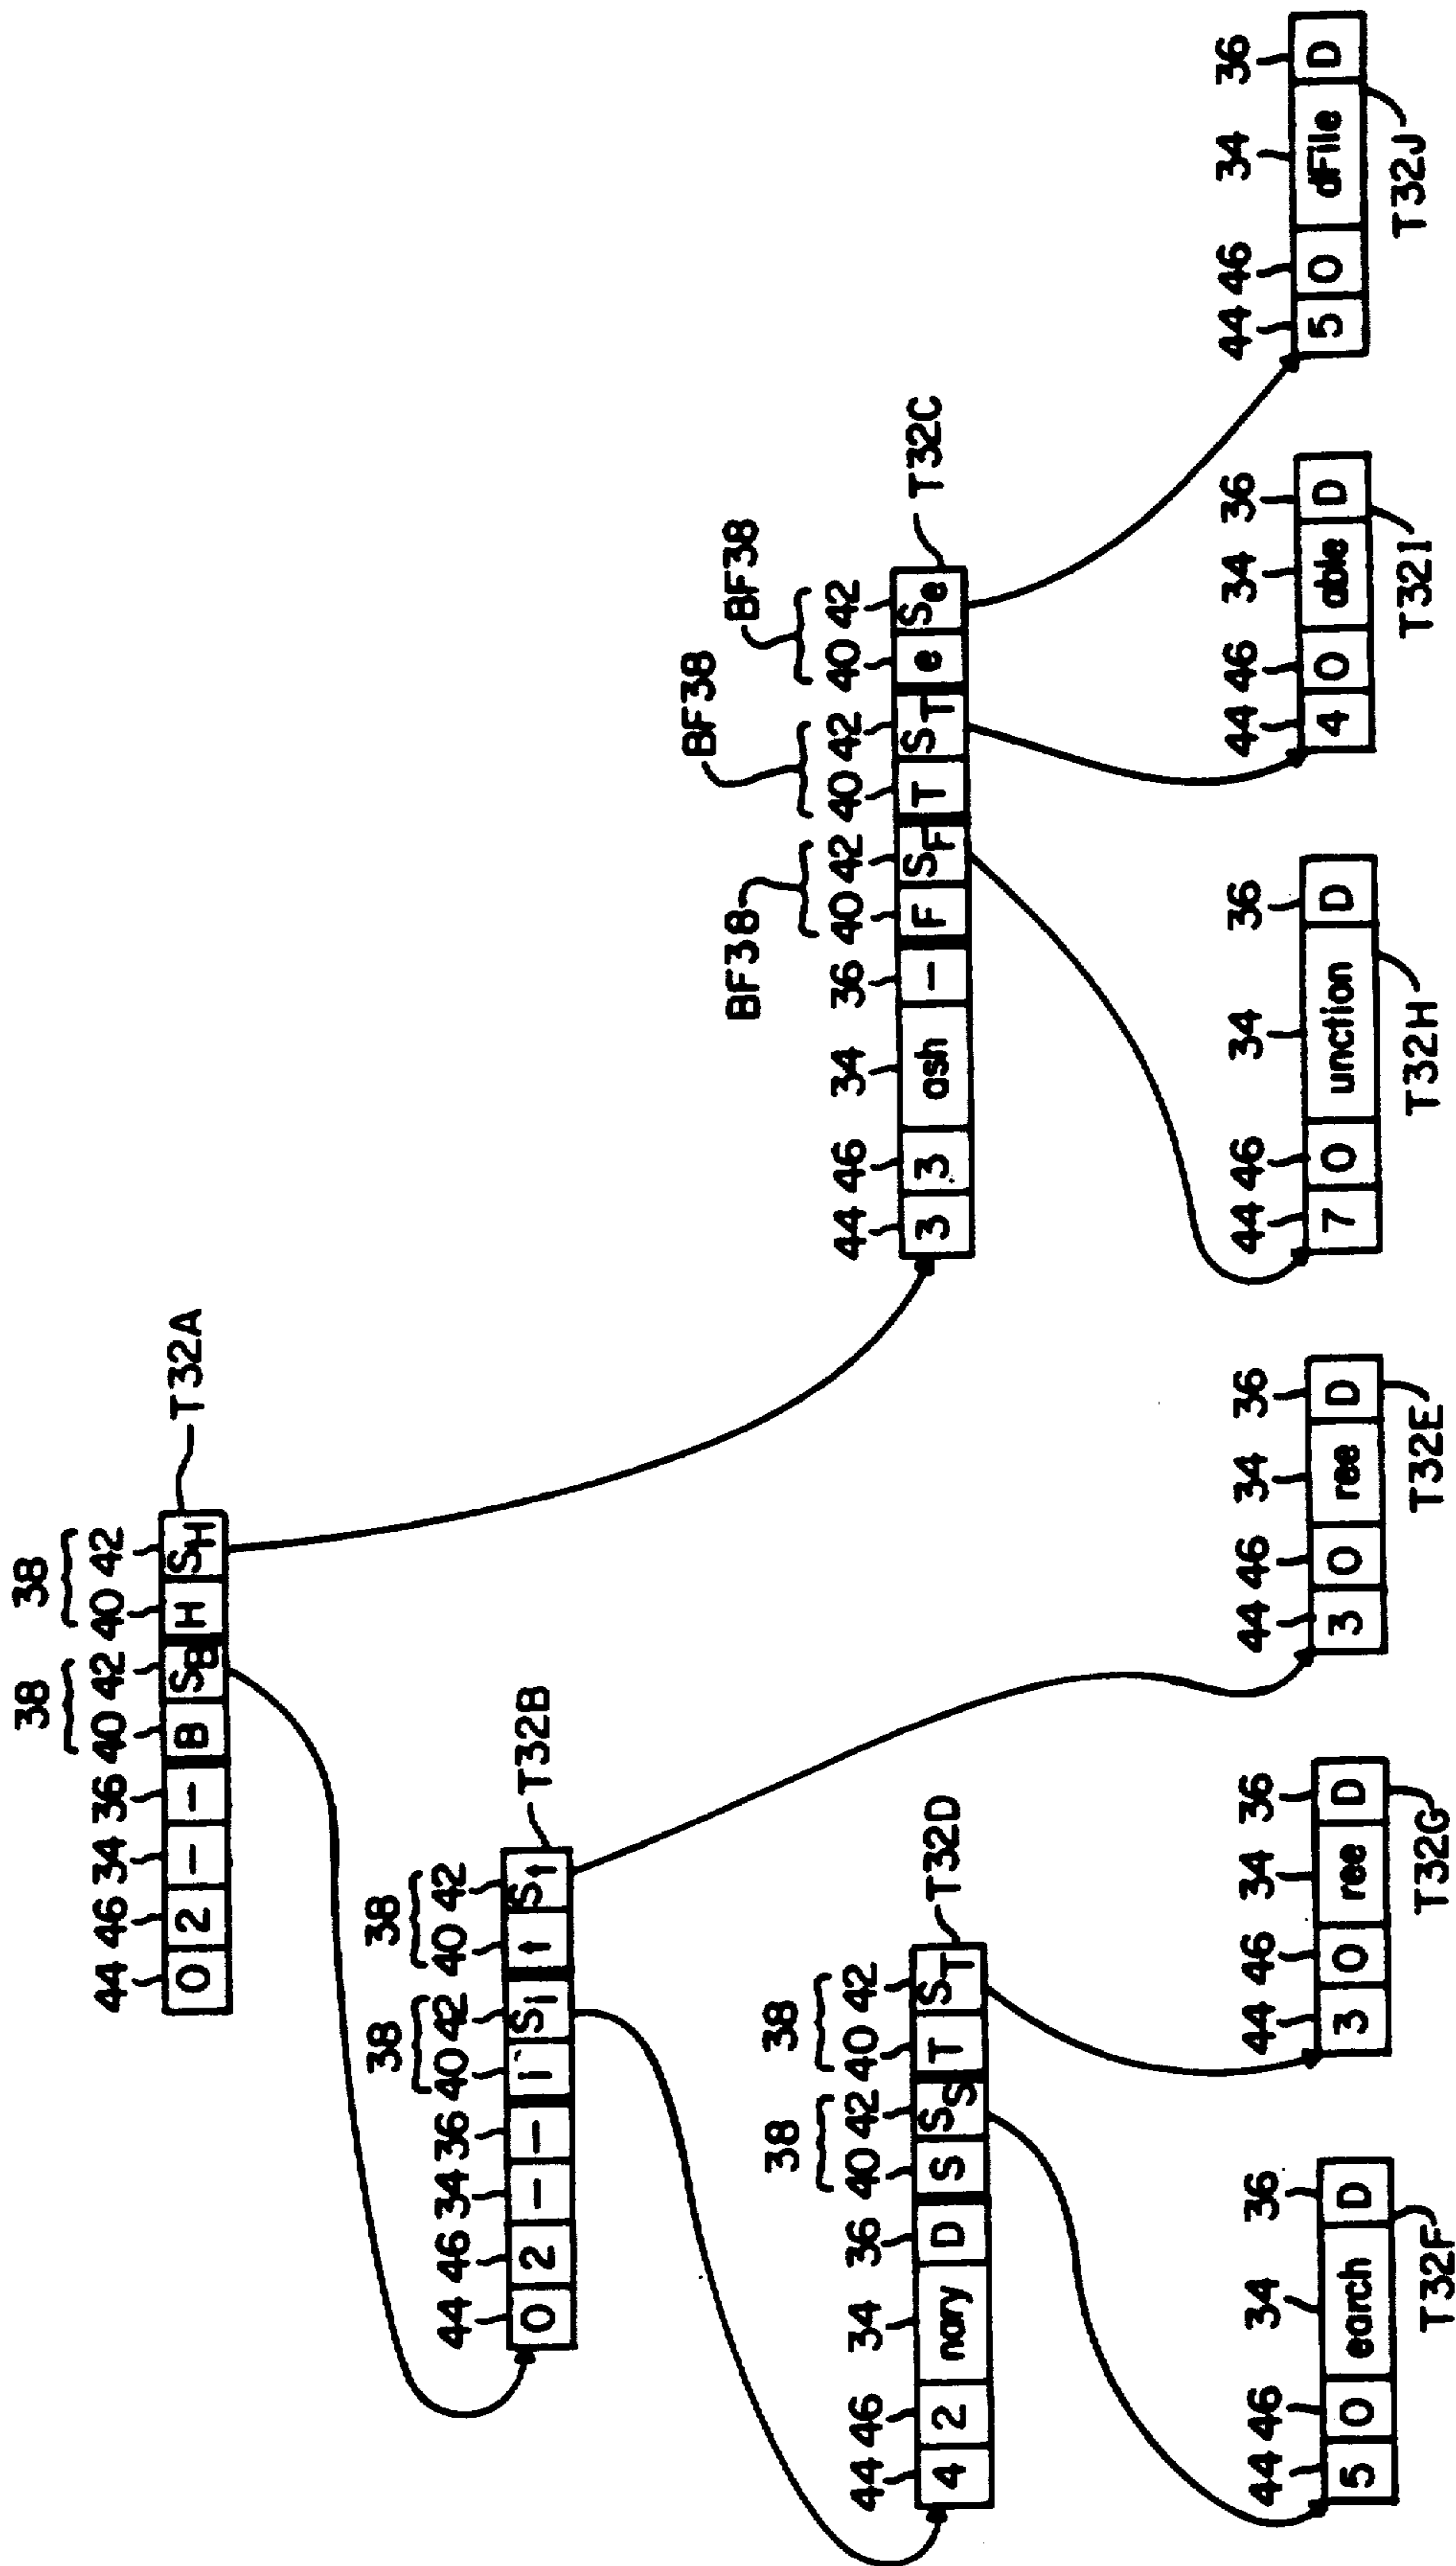 38 38
44 46 34 36 40 42 40 42
0 2 – – B S_B H S_H
T32A
38 38
44 46 34 36 40 42 40 42
0 2 – – i S_i t S_t
T32B
BF38 BF38 BF38
44 46 34 36 40 42 40 42 40 42
3 3 ash – F S_F T S_T e S_e
T32C
38 38
44 46 34 36 40 42 40 42
4 2 nary D S S_S T S_T
T32D
44 46 34 36
5 0 earch D
T32F
44 46 34 36
3 0 ree D
T32G
44 46 34 36
3 0 ree D
T32E
44 46 34 36
7 0 unction D
T32H
44 46 34 36
4 0 able D
T32I
44 46 34 36
5 0 dFile D
T32J